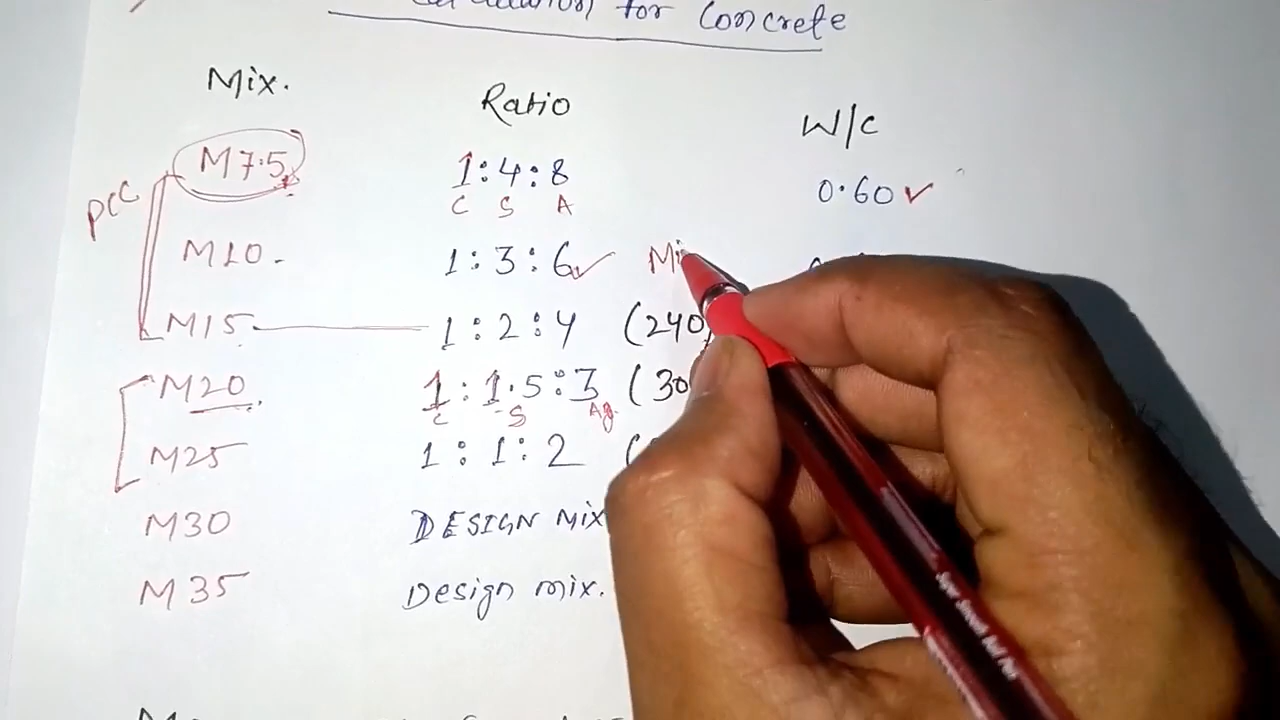 for Concrete
Mix. Ratio W/C
M7.5 1:4:8 0.60 ✓
PCC C S A
M10. 1:3:6 ✓ Mi
M15. 1:2:4 (240)
M20. 1:1.5:3 (30
C S Ag.
M25 1:1:2 (
M30 DESIGN MIX
M35 Design mix.